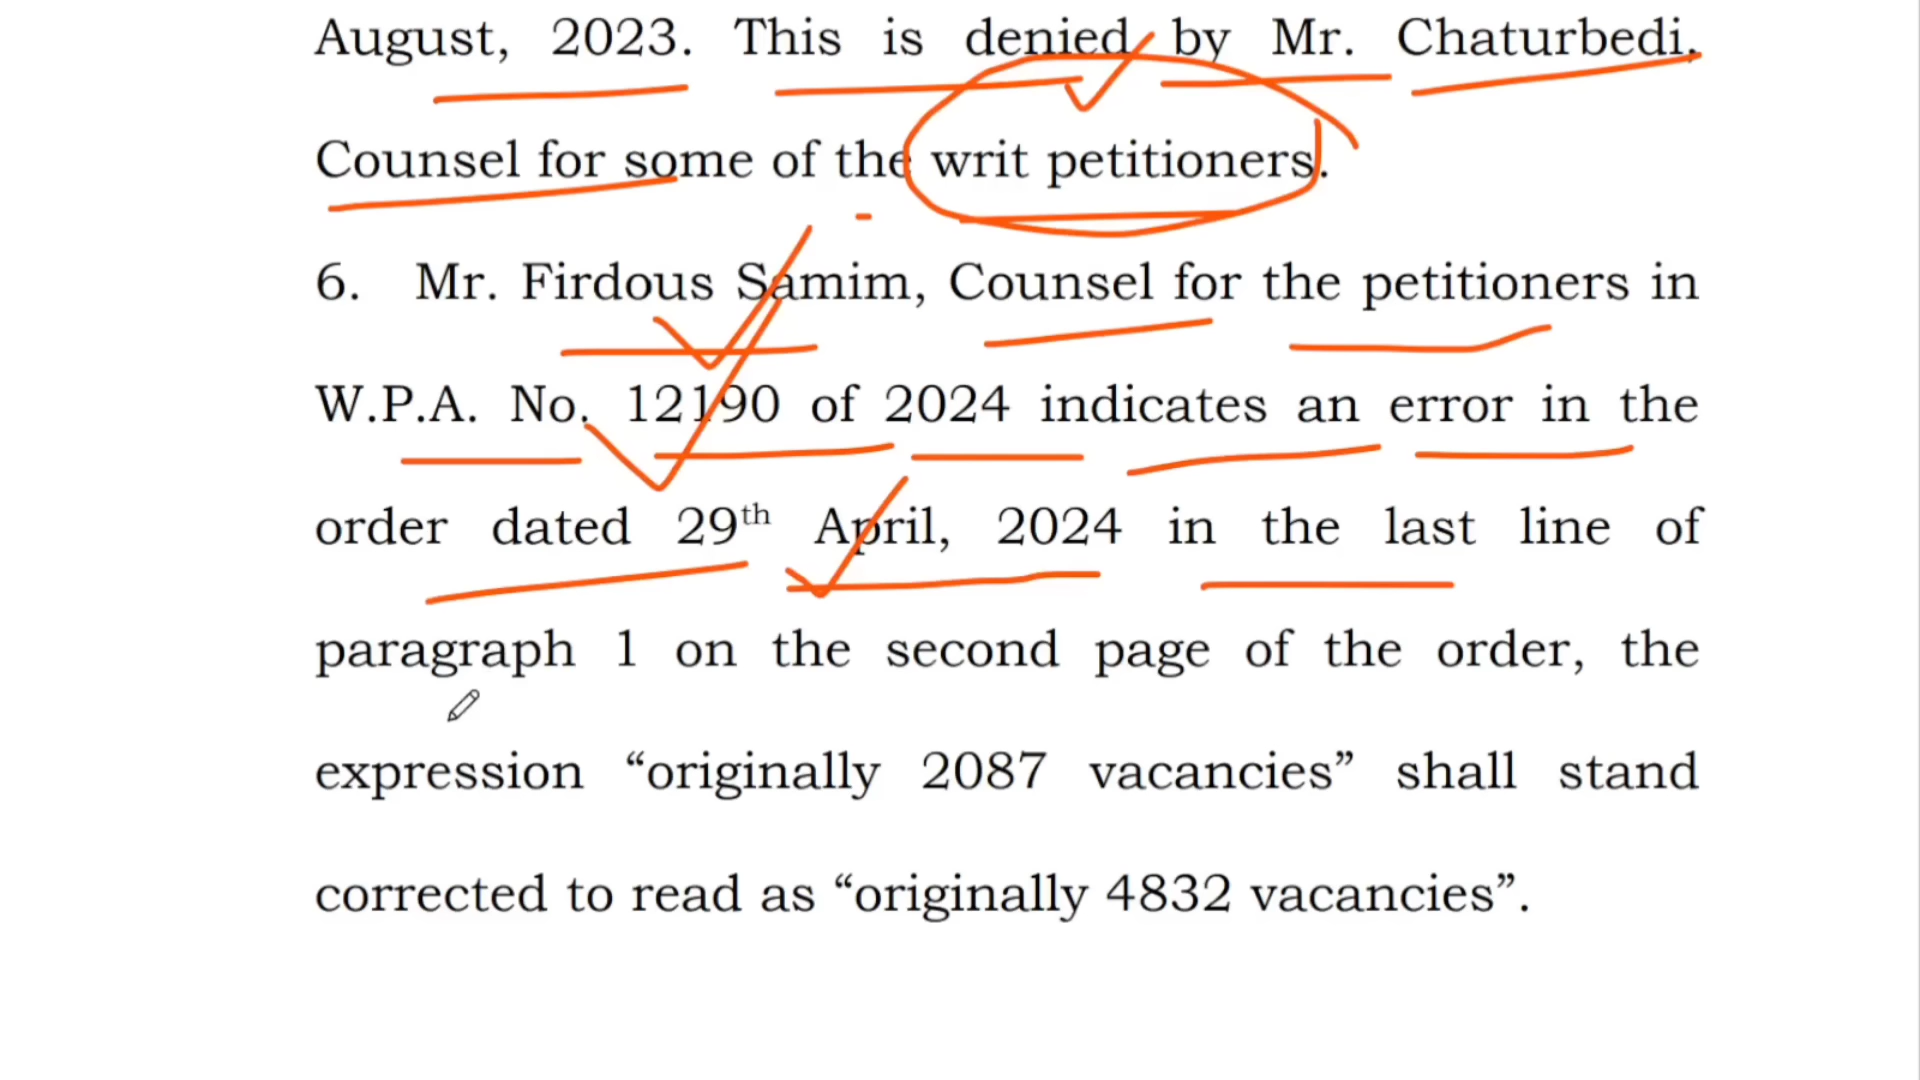 August, 2023. This is denied by Mr. Chaturbedi,
Counsel for some of the writ petitioners.
6. Mr. Firdous Samim, Counsel for the petitioners in
W.P.A. No. 12190 of 2024 indicates an error in the
order dated 29th April, 2024 in the last line of
paragraph 1 on the second page of the order, the
expression “originally 2087 vacancies” shall stand
corrected to read as “originally 4832 vacancies”.